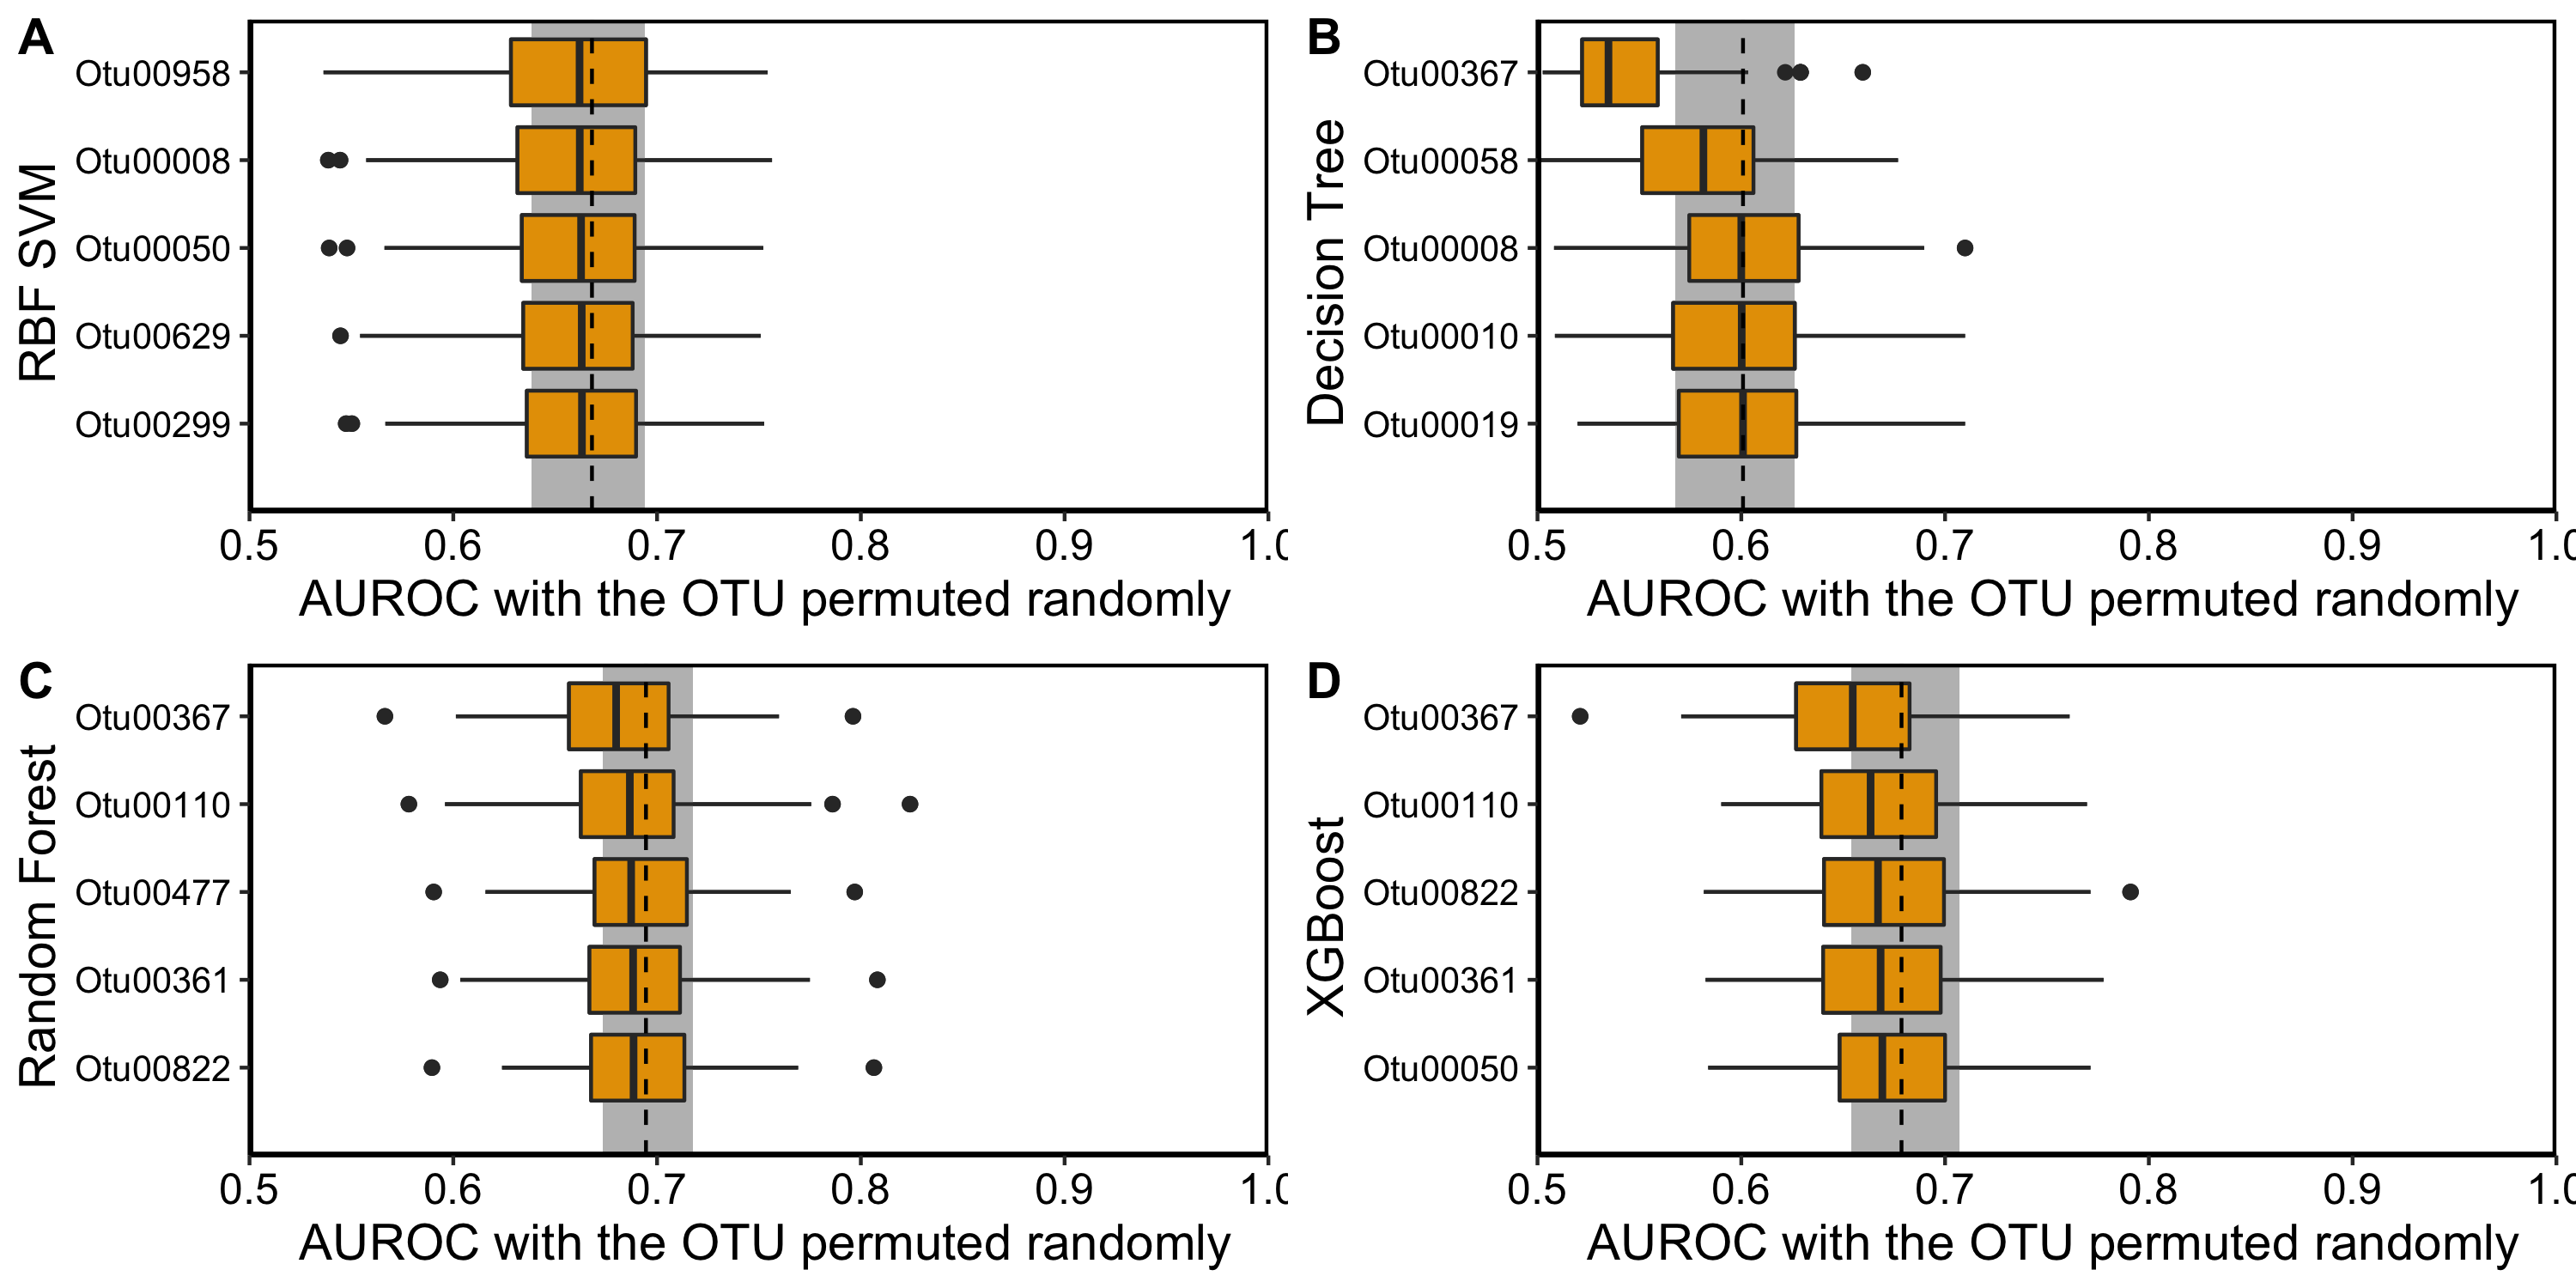 A
RBF SVM
Otu00958
Otu00008
Otu00050
Otu00629
Otu00299
0.5 0.6 0.7 0.8 0.9 1.0
AUROC with the OTU permuted randomly
B
Decision Tree
Otu00367
Otu00058
Otu00008
Otu00010
Otu00019
0.5 0.6 0.7 0.8 0.9 1.0
AUROC with the OTU permuted randomly
C
Random Forest
Otu00367
Otu00110
Otu00477
Otu00361
Otu00822
0.5 0.6 0.7 0.8 0.9 1.0
AUROC with the OTU permuted randomly
D
XGBoost
Otu00367
Otu00110
Otu00822
Otu00361
Otu00050
0.5 0.6 0.7 0.8 0.9 1.0
AUROC with the OTU permuted randomly